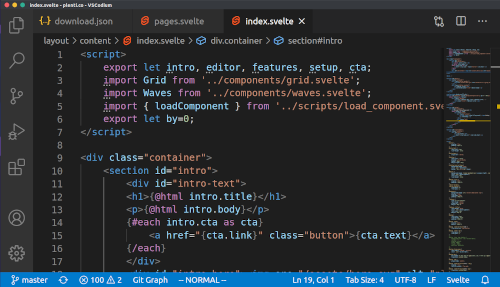 index.svelte - plenti.co - VSCodium
download.json pages.svelte index.svelte
layout > content > index.svelte > div.container > section#intro
1 <script>
2 export let intro, editor, features, setup, cta;
3 import Grid from '../components/grid.svelte';
4 import Waves from '../components/waves.svelte';
5 import { loadComponent } from '../scripts/load_component.sve
6 export let by=0;
7 </script>
8
9 <div class="container">
10 <section id="intro">
11 <div id="intro-text">
12 <h1>{@html intro.title}</h1>
13 <p>{@html intro.body}</p>
14 {#each intro.cta as cta}
15 <a href="{cta.link}" class="button">{cta.text}</a>
16 {/each}
17 </div>
master 100 2 Git Graph -- NORMAL -- Ln 19, Col 1 Tab Size: 4 UTF-8 LF Svelte